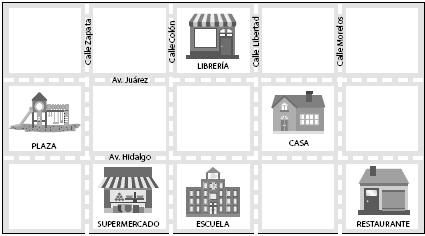 Calle Zapata
Calle Colón
Calle Libertad
Calle Morelos
LIBRERÍA
Av. Juárez
PLAZA
CASA
Av. Hidalgo
SUPERMERCADO
ESCUELA
RESTAURANTE